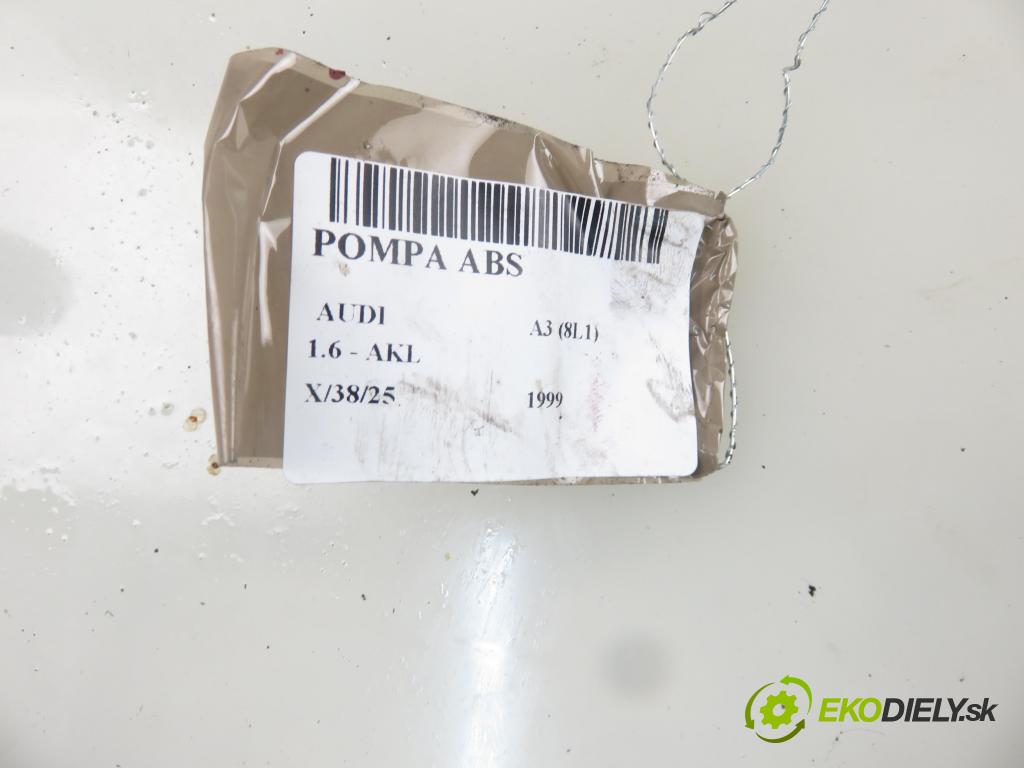 POMPA ABS
AUDI A3 (8L1)
1.6 - AKL
X/38/25 1999
EKODIELY.sk